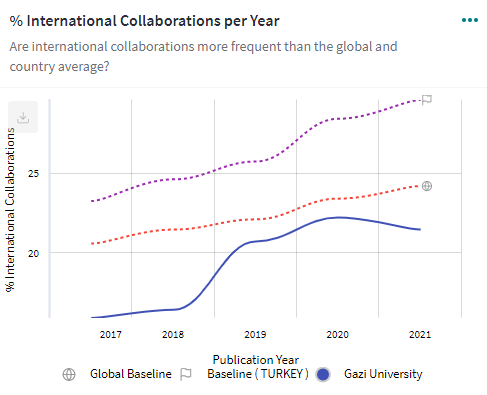 % International Collaborations per Year
Are international collaborations more frequent than the global and
country average?
% International Collaborations
25
20
2017 2018 2019 2020 2021
Publication Year
Global Baseline Baseline ( TURKEY ) Gazi University